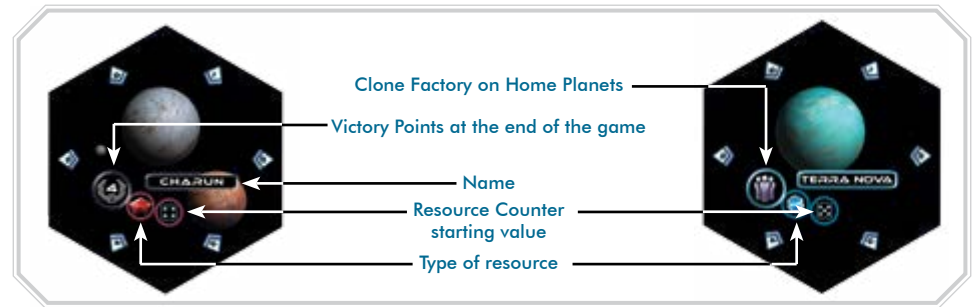 Clone Factory on Home Planets
Victory Points at the end of the game
4
CHARUN
TERRA NOVA
Name
Resource Counter
starting value
Type of resource